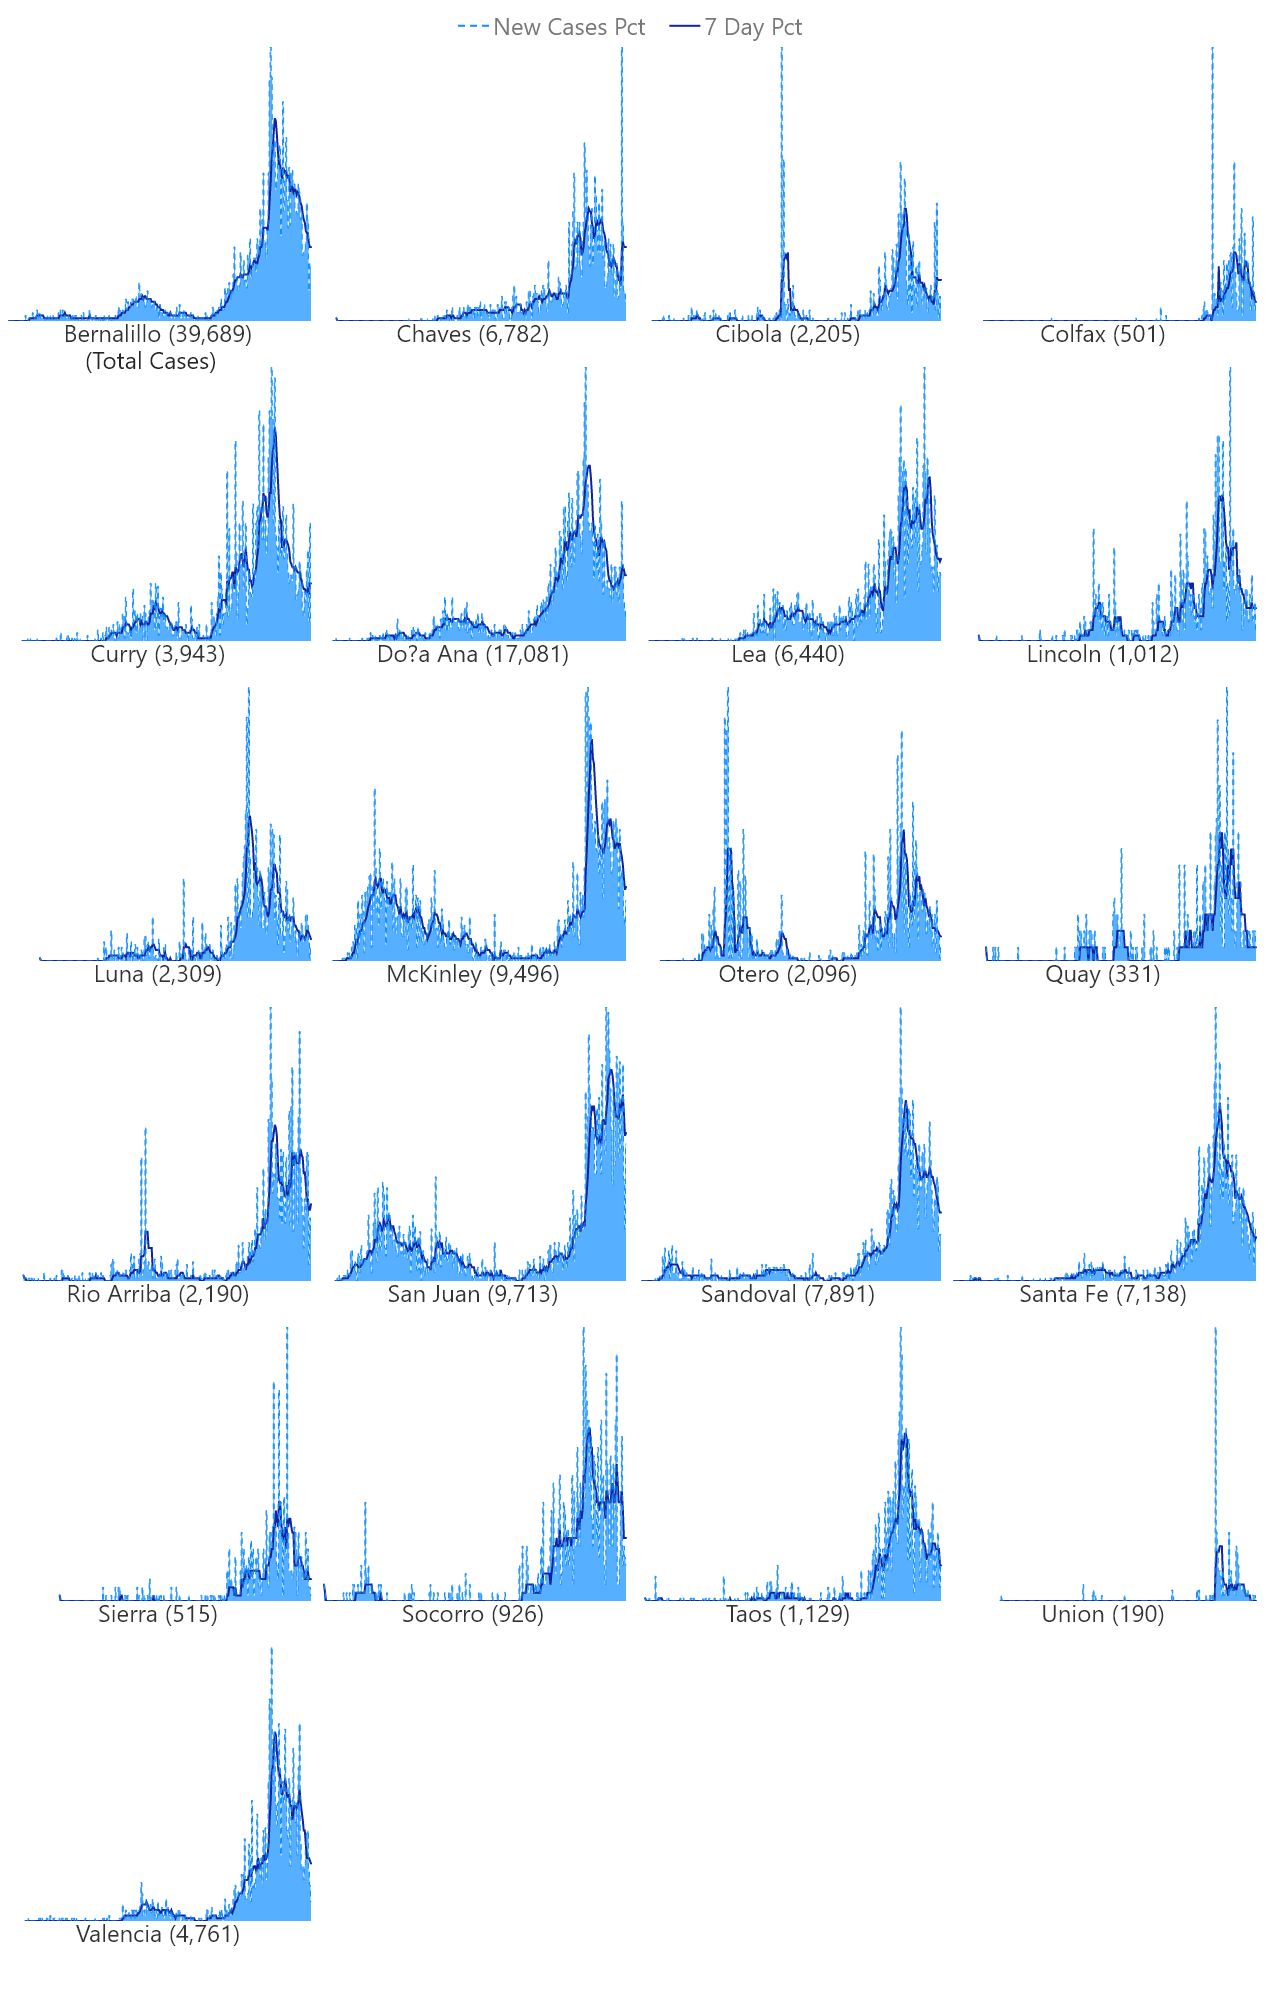 New Cases Pct 7 Day Pct
Bernalillo (39,689)
(Total Cases)
Chaves (6,782)
Cibola (2,205)
Colfax (501)
Curry (3,943)
Do?a Ana (17,081)
Lea (6,440)
Lincoln (1,012)
Luna (2,309)
McKinley (9,496)
Otero (2,096)
Quay (331)
Rio Arriba (2,190)
San Juan (9,713)
Sandoval (7,891)
Santa Fe (7,138)
Sierra (515)
Socorro (926)
Taos (1,129)
Union (190)
Valencia (4,761)